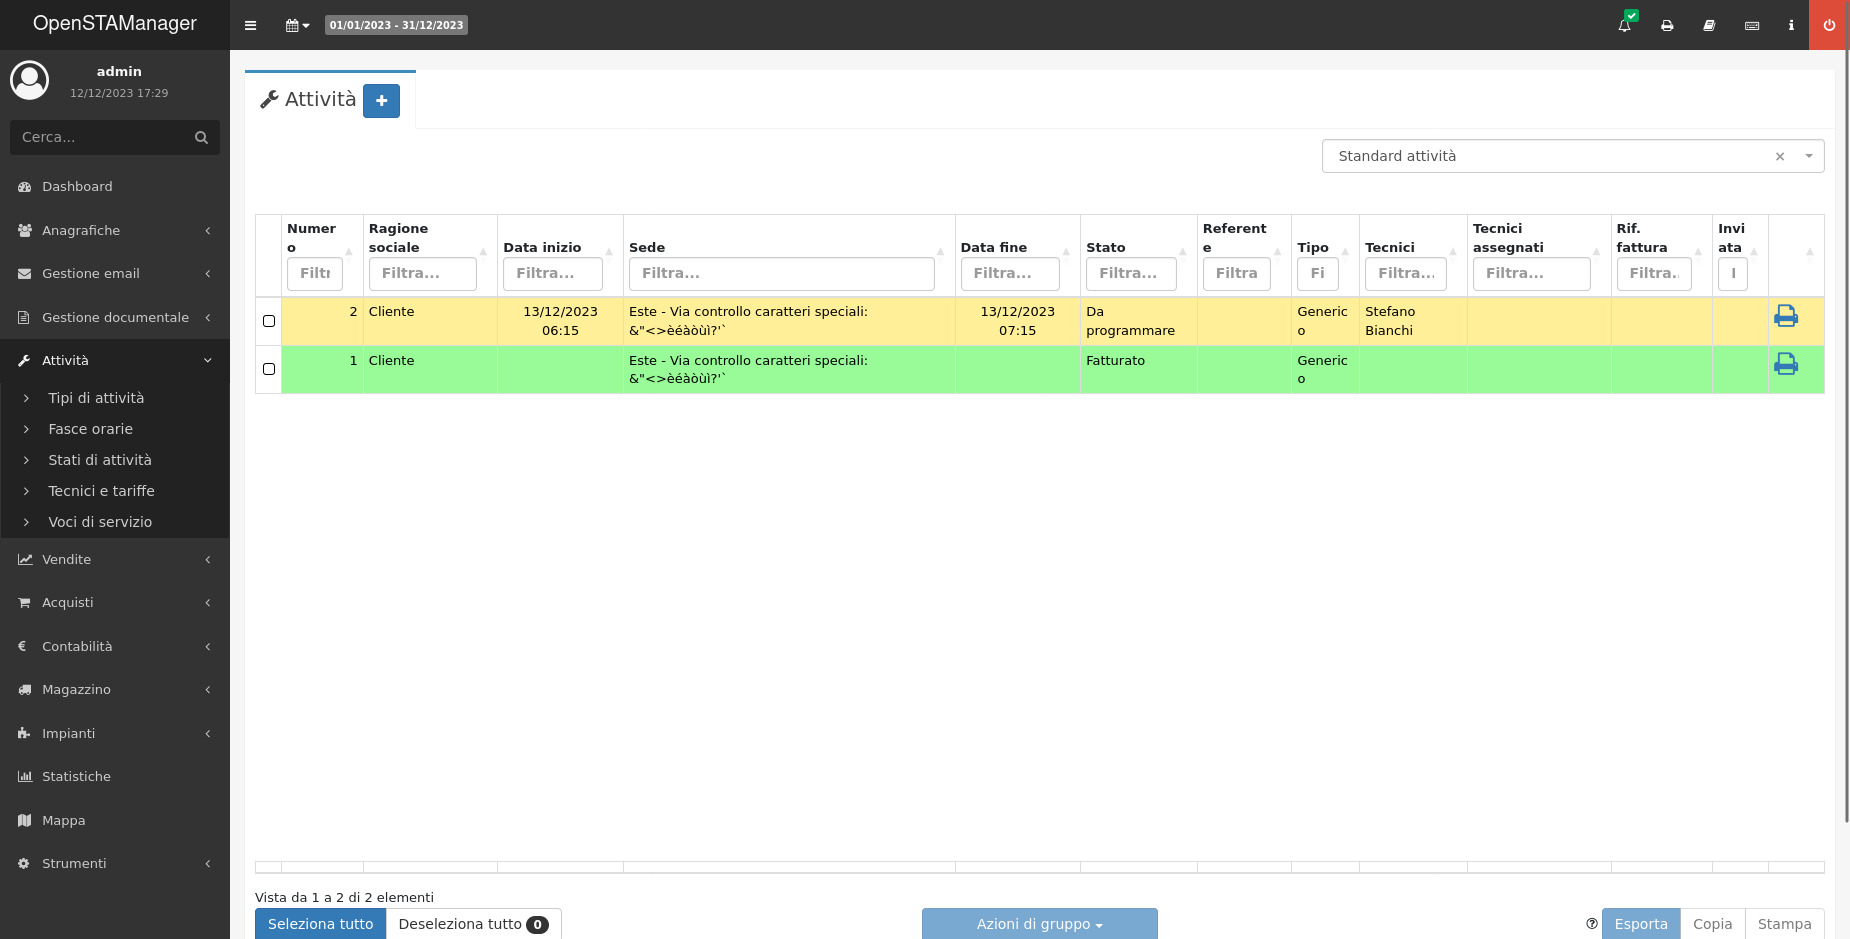 OpenSTAManager
01/01/2023 - 31/12/2023
admin
12/12/2023 17:29
Cerca...
Dashboard
Anagrafiche
Gestione email
Gestione documentale
Attività
Tipi di attività
Fasce orarie
Stati di attività
Tecnici e tariffe
Voci di servizio
Vendite
Acquisti
Contabilità
Magazzino
Impianti
Statistiche
Mappa
Strumenti
Attività
Standard attività
Numer
o
Ragione
sociale
Data inizio
Sede
Data fine
Stato
Referent
e
Tipo
Tecnici
Tecnici
assegnati
Rif.
fattura
Invi
ata
Filtr Filtra... Filtra... Filtra... Filtra... Filtra... Filtra Fi Filtra.. Filtra... Filtra. I
2 Cliente 13/12/2023 Este - Via controllo caratteri speciali: 13/12/2023 Da Generic Stefano
06:15 &"<>èéàòùì?'` 07:15 programmare o Bianchi
1 Cliente Este - Via controllo caratteri speciali: Fatturato Generic
&"<>èéàòùì?'` o
Vista da 1 a 2 di 2 elementi
Seleziona tutto Deseleziona tutto 0
Azioni di gruppo
Esporta Copia Stampa